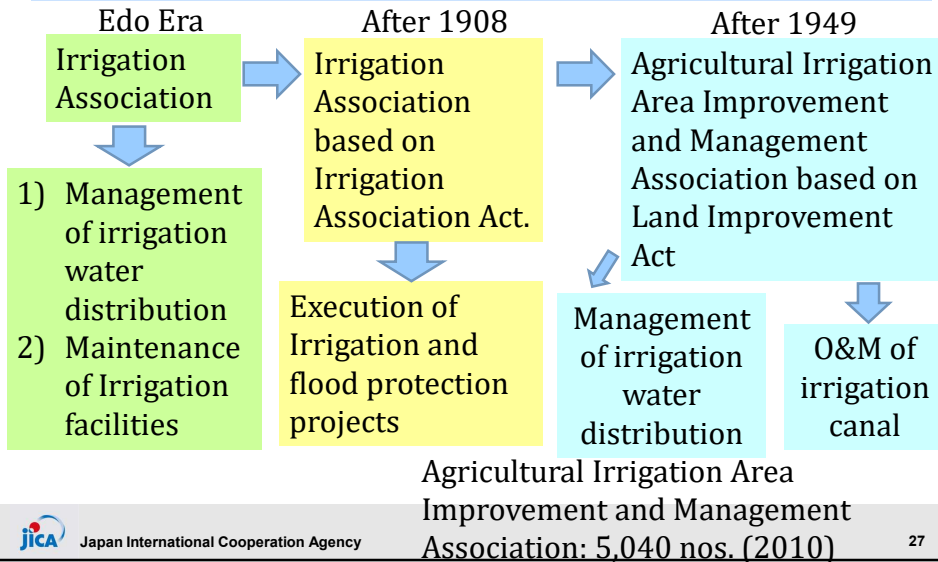 Edo Era
Irrigation
Association
1) Management
of irrigation
water
distribution
2) Maintenance
of Irrigation
facilities
After 1908
Irrigation
Association
based on
Irrigation
Association Act.
Execution of
Irrigation and
flood protection
projects
After 1949
Agricultural Irrigation
Area Improvement
and Management
Association based on
Land Improvement
Act
Management
of irrigation
water
distribution
O&M of
irrigation
canal
Agricultural Irrigation Area
Improvement and Management
Association: 5,040 nos. (2010)
jICA
Japan International Cooperation Agency
27